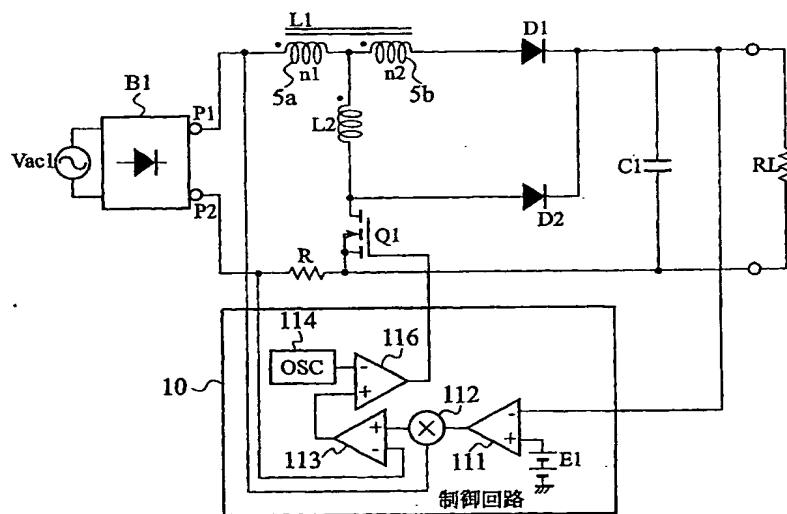 L1
D1
n1
n2
5a
5b
B1
P1
L2
Vac1
C1
RL
P2
D2
Q1
R
114
116
OSC
-
+
10
112
+
-
113
×
-
+
111
E1
制御回路